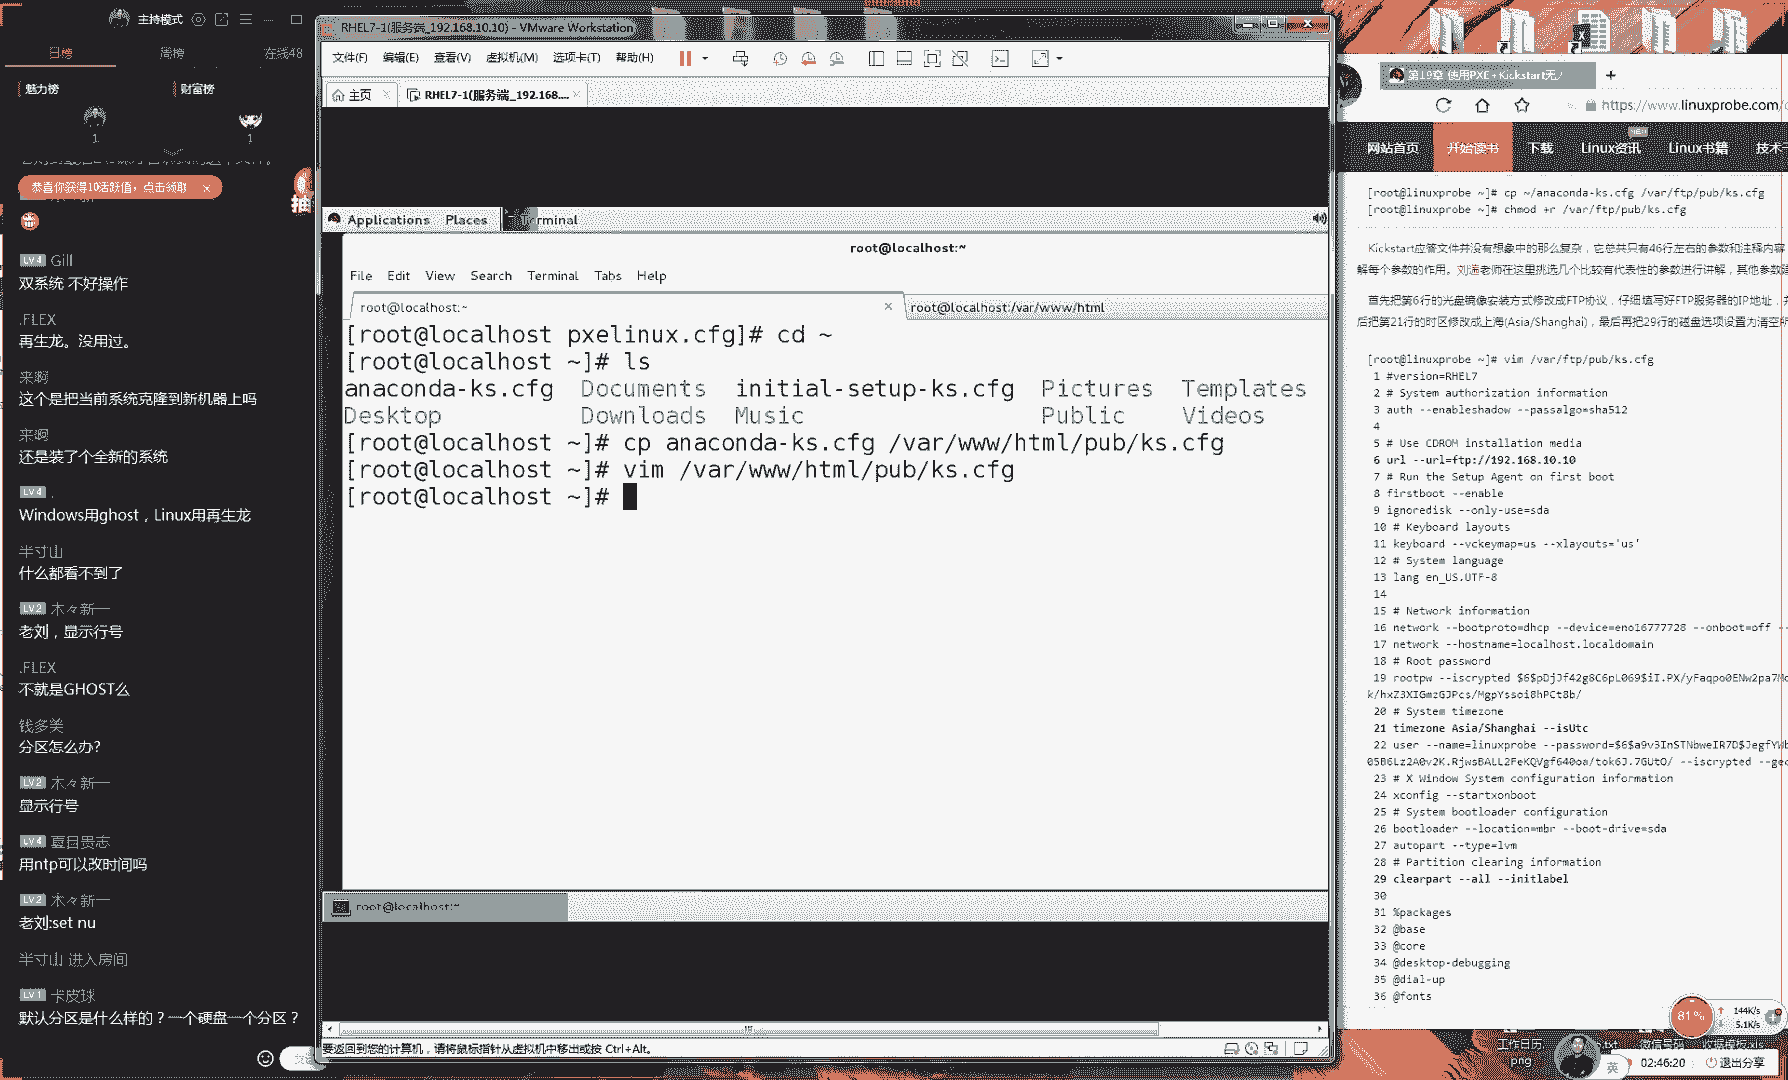 主持模式
日榜 周榜 在线48
魅力榜 财富榜
1 1
恭喜你获得10活跃值，点击领取
LV4 Gill
双系统 不好操作
.FLEX
再生龙。没用过。
来啊
这个是把当前系统克隆到新机器上吗
来啊
还是装了个全新的系统
LV4 .
Windows用ghost，Linux用再生龙
半寸山
什么都看不到了
LV2 木々新一
老刘，显示行号
.FLEX
不就是GHOST么
钱多美
分区怎么办?
LV2 木々新一
显示行号
LV4 夏目贵志
用ntp可以改时间吗
LV2 木々新一
老刘:set nu
半寸山 进入房间
LV1 卡皮球
默认分区是什么样的？一个硬盘一个分区？
RHEL7-1(服务端_192.168.10.10) - VMware Workstation
文件(F) 编辑(E) 查看(V) 虚拟机(M) 选项卡(T) 帮助(H)
主页 RHEL7-1(服务端_192.168....
Applications Places Terminal
root@localhost:~
File Edit View Search Terminal Tabs Help
root@localhost:~ root@localhost:/var/www/html
[root@localhost pxelinux.cfg]# cd ~
[root@localhost ~]# ls
anaconda-ks.cfg Documents initial-setup-ks.cfg Pictures Templates
Desktop Downloads Music Public Videos
[root@localhost ~]# cp anaconda-ks.cfg /var/www/html/pub/ks.cfg
[root@localhost ~]# vim /var/www/html/pub/ks.cfg
[root@localhost ~]#
root@localhost:~
要返回到您的计算机，请将鼠标指针从虚拟机中移出或按 Ctrl+Alt。
第19章 使用PXE+Kickstart无
https://www.linuxprobe.com/
网站首页 开始读书 下载 Linux资讯 Linux书籍
[root@linuxprobe ~]# cp ~/anaconda-ks.cfg /var/ftp/pub/ks.cfg
[root@linuxprobe ~]# chmod +r /var/ftp/pub/ks.cfg
Kickstart应答文件并没有想象中的那么复杂，它总共只有46行左右的参数和注释内容
解每个参数的作用。刘遄老师在这里挑选几个比较有代表性的参数进行讲解，其他参数
首先把第6行的光盘镜像安装方式修改成FTP协议，仔细填写好FTP服务器的IP地址，
后把第21行的时区修改成上海(Asia/Shanghai)，最后再把29行的磁盘选项设置为清空
[root@linuxprobe ~]# vim /var/ftp/pub/ks.cfg
1 #version=RHEL7
2 # System authorization information
3 auth --enableshadow --passalgo=sha512
4
5 # Use CDROM installation media
6 url --url=ftp://192.168.10.10
7 # Run the Setup Agent on first boot
8 firstboot --enable
9 ignoredisk --only-use=sda
10 # Keyboard layouts
11 keyboard --vckeymap=us --xlayouts='us'
12 # System language
13 lang en_US.UTF-8
14
15 # Network information
16 network --bootproto=dhcp --device=eno16777728 --onboot=off --
17 network --hostname=localhost.localdomain
18 # Root password
19 rootpw --iscrypted
20 # System timezone
21 timezone Asia/Shanghai --isUtc
22 user --name=linuxprobe
--iscrypted
23 # X Window System configuration information
24 xconfig --startxonboot
25 # System bootloader configuration
26 bootloader --location=mbr --boot-drive=sda
27 autopart --type=lvm
28 # Partition clearing information
29 clearpart --all --initlabel
30
31 %packages
32 @base
33 @core
34 @desktop-debugging
35 @dial-up
36 @fonts
81%
144K/s
5.1K/s
工作日历.png
英
02:46:20 退出分享